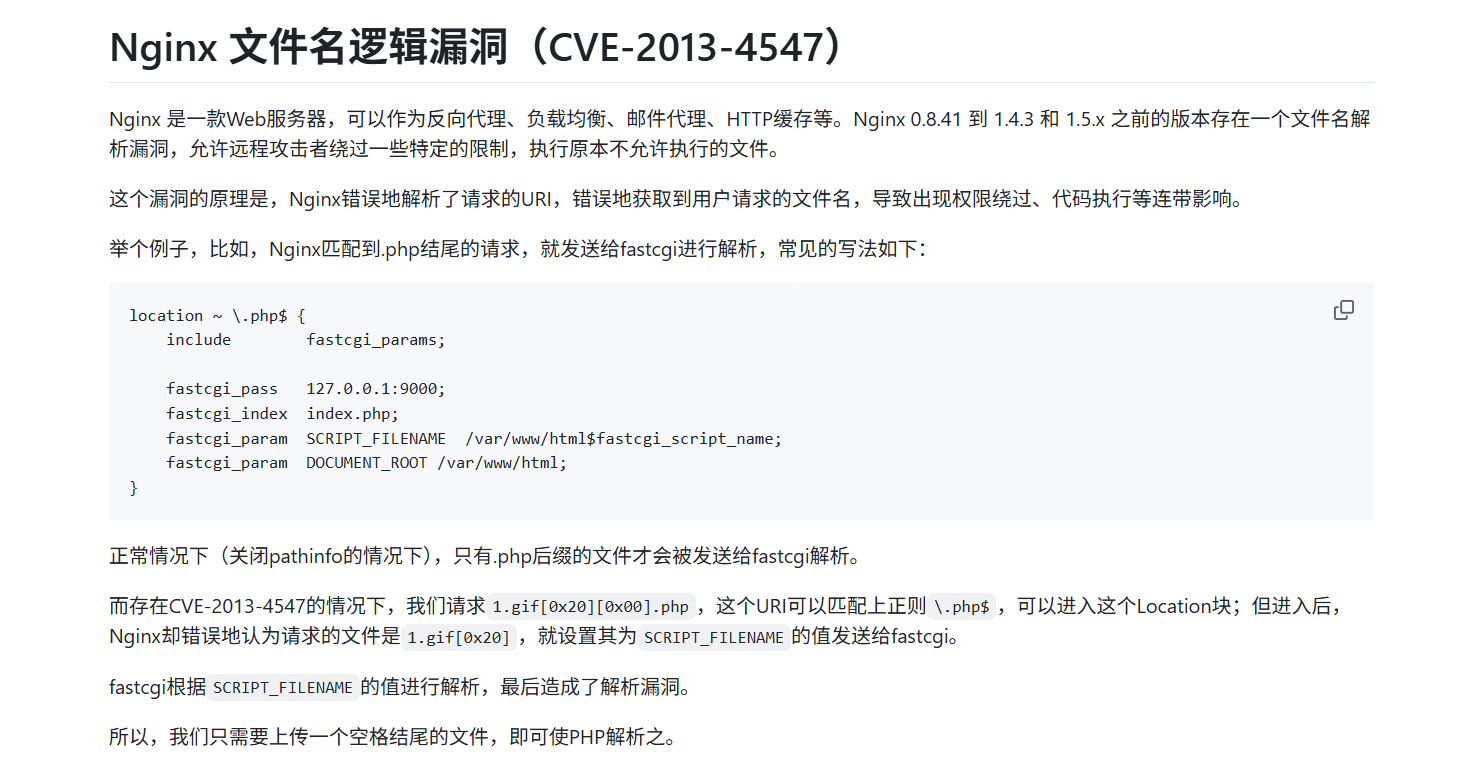 Nginx 文件名逻辑漏洞（CVE-2013-4547）
Nginx 是一款Web服务器，可以作为反向代理、负载均衡、邮件代理、HTTP缓存等。Nginx 0.8.41 到 1.4.3 和 1.5.x 之前的版本存在一个文件名解
析漏洞，允许远程攻击者绕过一些特定的限制，执行原本不允许执行的文件。
这个漏洞的原理是，Nginx错误地解析了请求的URI，错误地获取到用户请求的文件名，导致出现权限绕过、代码执行等连带影响。
举个例子，比如，Nginx匹配到.php结尾的请求，就发送给fastcgi进行解析，常见的写法如下：
location ~ \.php$ {
    include        fastcgi_params;
    fastcgi_pass   127.0.0.1:9000;
    fastcgi_index  index.php;
    fastcgi_param  SCRIPT_FILENAME  /var/www/html$fastcgi_script_name;
    fastcgi_param  DOCUMENT_ROOT /var/www/html;
}
正常情况下（关闭pathinfo的情况下），只有.php后缀的文件才会被发送给fastcgi解析。
而存在CVE-2013-4547的情况下，我们请求 1.gif[0x20][0x00].php ，这个URI可以匹配上正则 \.php$ ，可以进入这个Location块；但进入后，
Nginx却错误地认为请求的文件是 1.gif[0x20] ，就设置其为 SCRIPT_FILENAME 的值发送给fastcgi。
fastcgi根据 SCRIPT_FILENAME 的值进行解析，最后造成了解析漏洞。
所以，我们只需要上传一个空格结尾的文件，即可使PHP解析之。